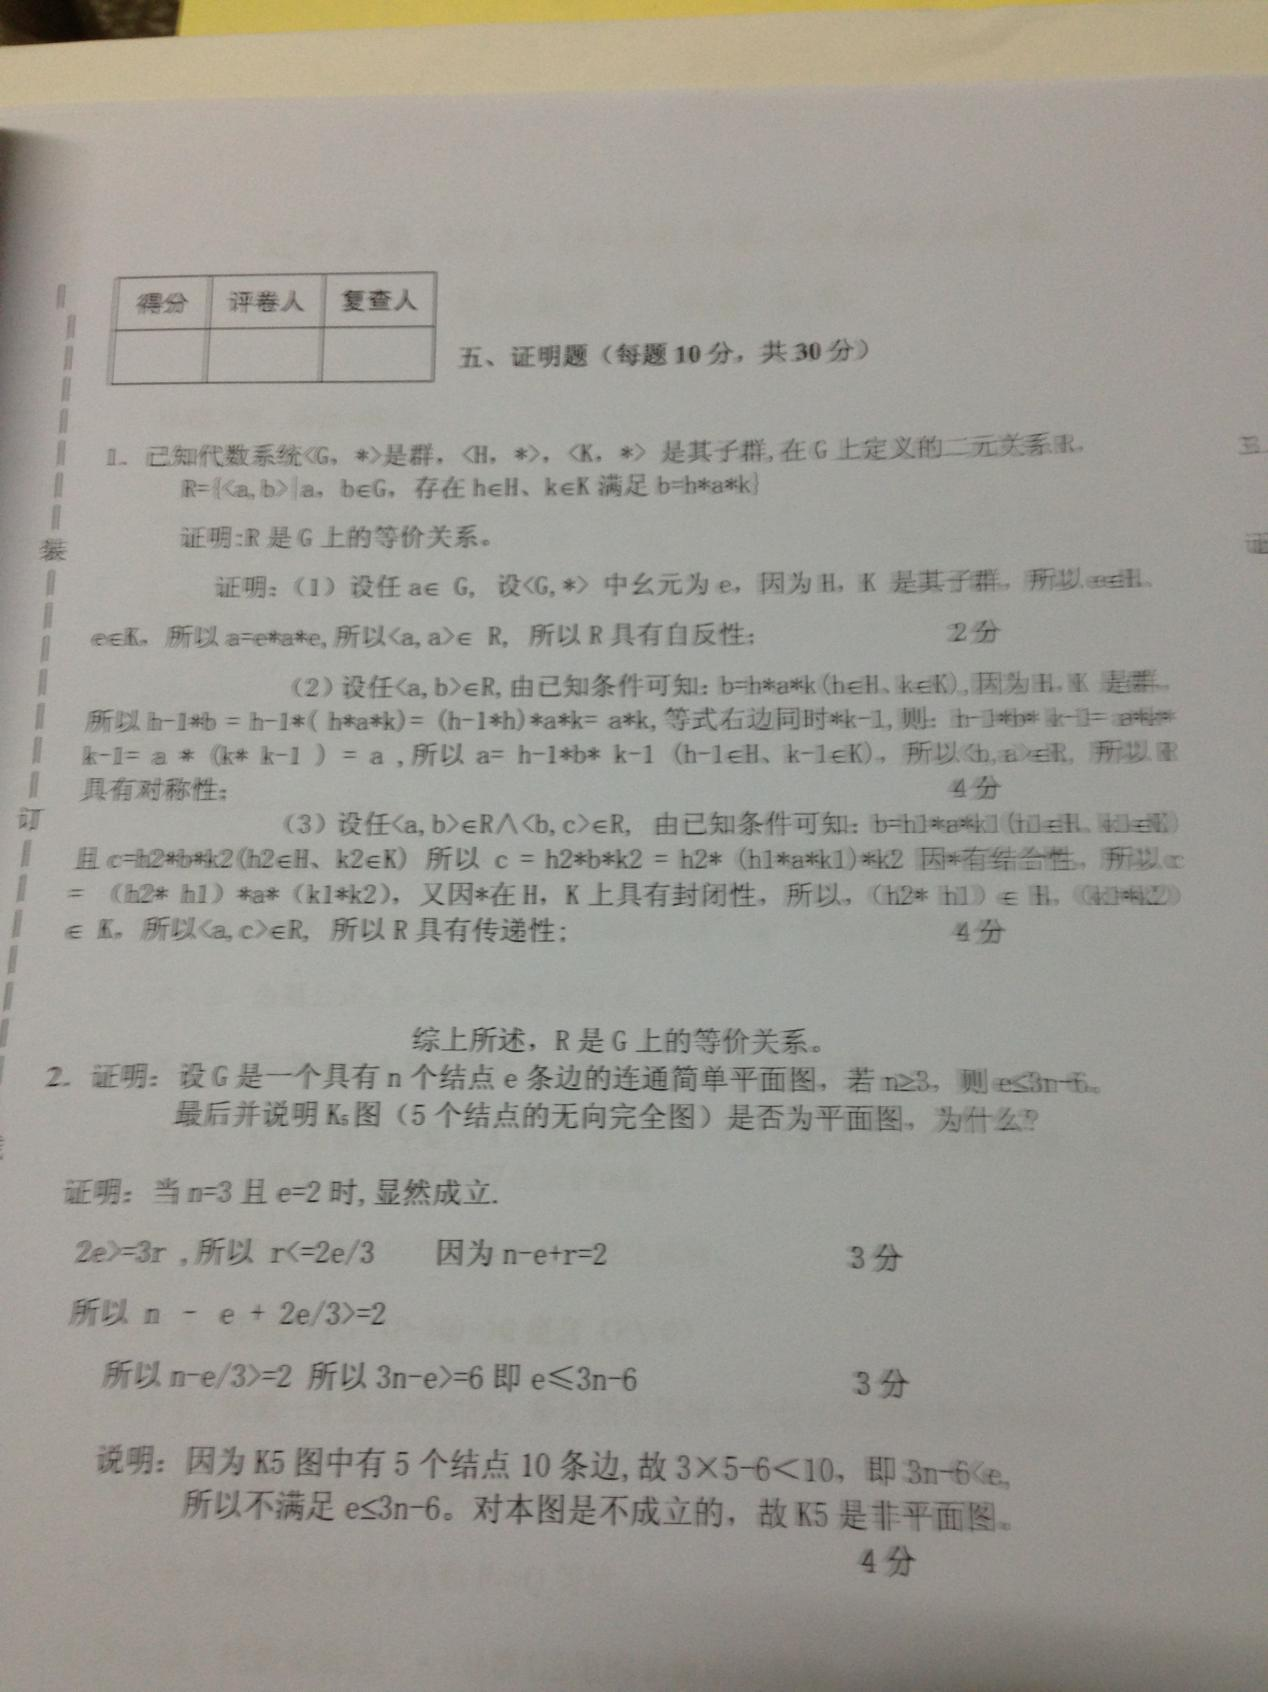 得分 评卷人 复查人
五、证明题（每题10分，共30分）
1. 已知代数系统<G，*>是群，<H，*>，<K，*> 是其子群,在G上定义的二元关系R，
R={<a,b>|a，b∈G，存在h∈H、k∈K满足b=h*a*k}
证明:R是G上的等价关系。
装
证明：（1）设任a∈ G, 设<G,*> 中幺元为e，因为H，K 是其子群，所以e∈H、
e∈K，所以a=e*a*e,所以<a,a>∈ R, 所以R具有自反性； 2分
（2）设任<a,b>∈R,由已知条件可知：b=h*a*k(h∈H、k∈K),因为H，K 是群，
所以h-1*b = h-1*( h*a*k)= (h-1*h)*a*k= a*k,等式右边同时*k-1,则：h-1*b* k-1= a*k*
k-1= a * (k* k-1 ) = a ,所以a= h-1*b* k-1 (h-1∈H、k-1∈K)，所以<b,a>∈R, 所以R
具有对称性； 4分
订
（3）设任<a,b>∈R∧<b,c>∈R, 由已知条件可知：b=h1*a*k1(h1∈H、k1∈K)
且c=h2*b*k2(h2∈H、k2∈K) 所以 c = h2*b*k2 = h2* (h1*a*k1)*k2 因*有结合性，所以c
= （h2* h1）*a*（k1*k2），又因*在H，K上具有封闭性，所以，（h2* h1）∈ H，（k1*k2）
∈ K，所以<a,c>∈R, 所以R具有传递性； 4分
综上所述，R是G上的等价关系。
2. 证明：设G是一个具有n个结点e条边的连通简单平面图，若n≥3，则e≤3n-6。
最后并说明K₅图（5个结点的无向完全图）是否为平面图，为什么？
证明：当n=3且e=2时,显然成立.
2e>=3r ,所以 r<=2e/3 因为n-e+r=2 3分
所以 n - e + 2e/3>=2
所以n-e/3>=2 所以3n-e>=6即e≤3n-6 3分
说明：因为K5图中有5个结点10条边,故3×5-6＜10，即3n-6<e,
所以不满足e≤3n-6。对本图是不成立的，故K5是非平面图。
4分